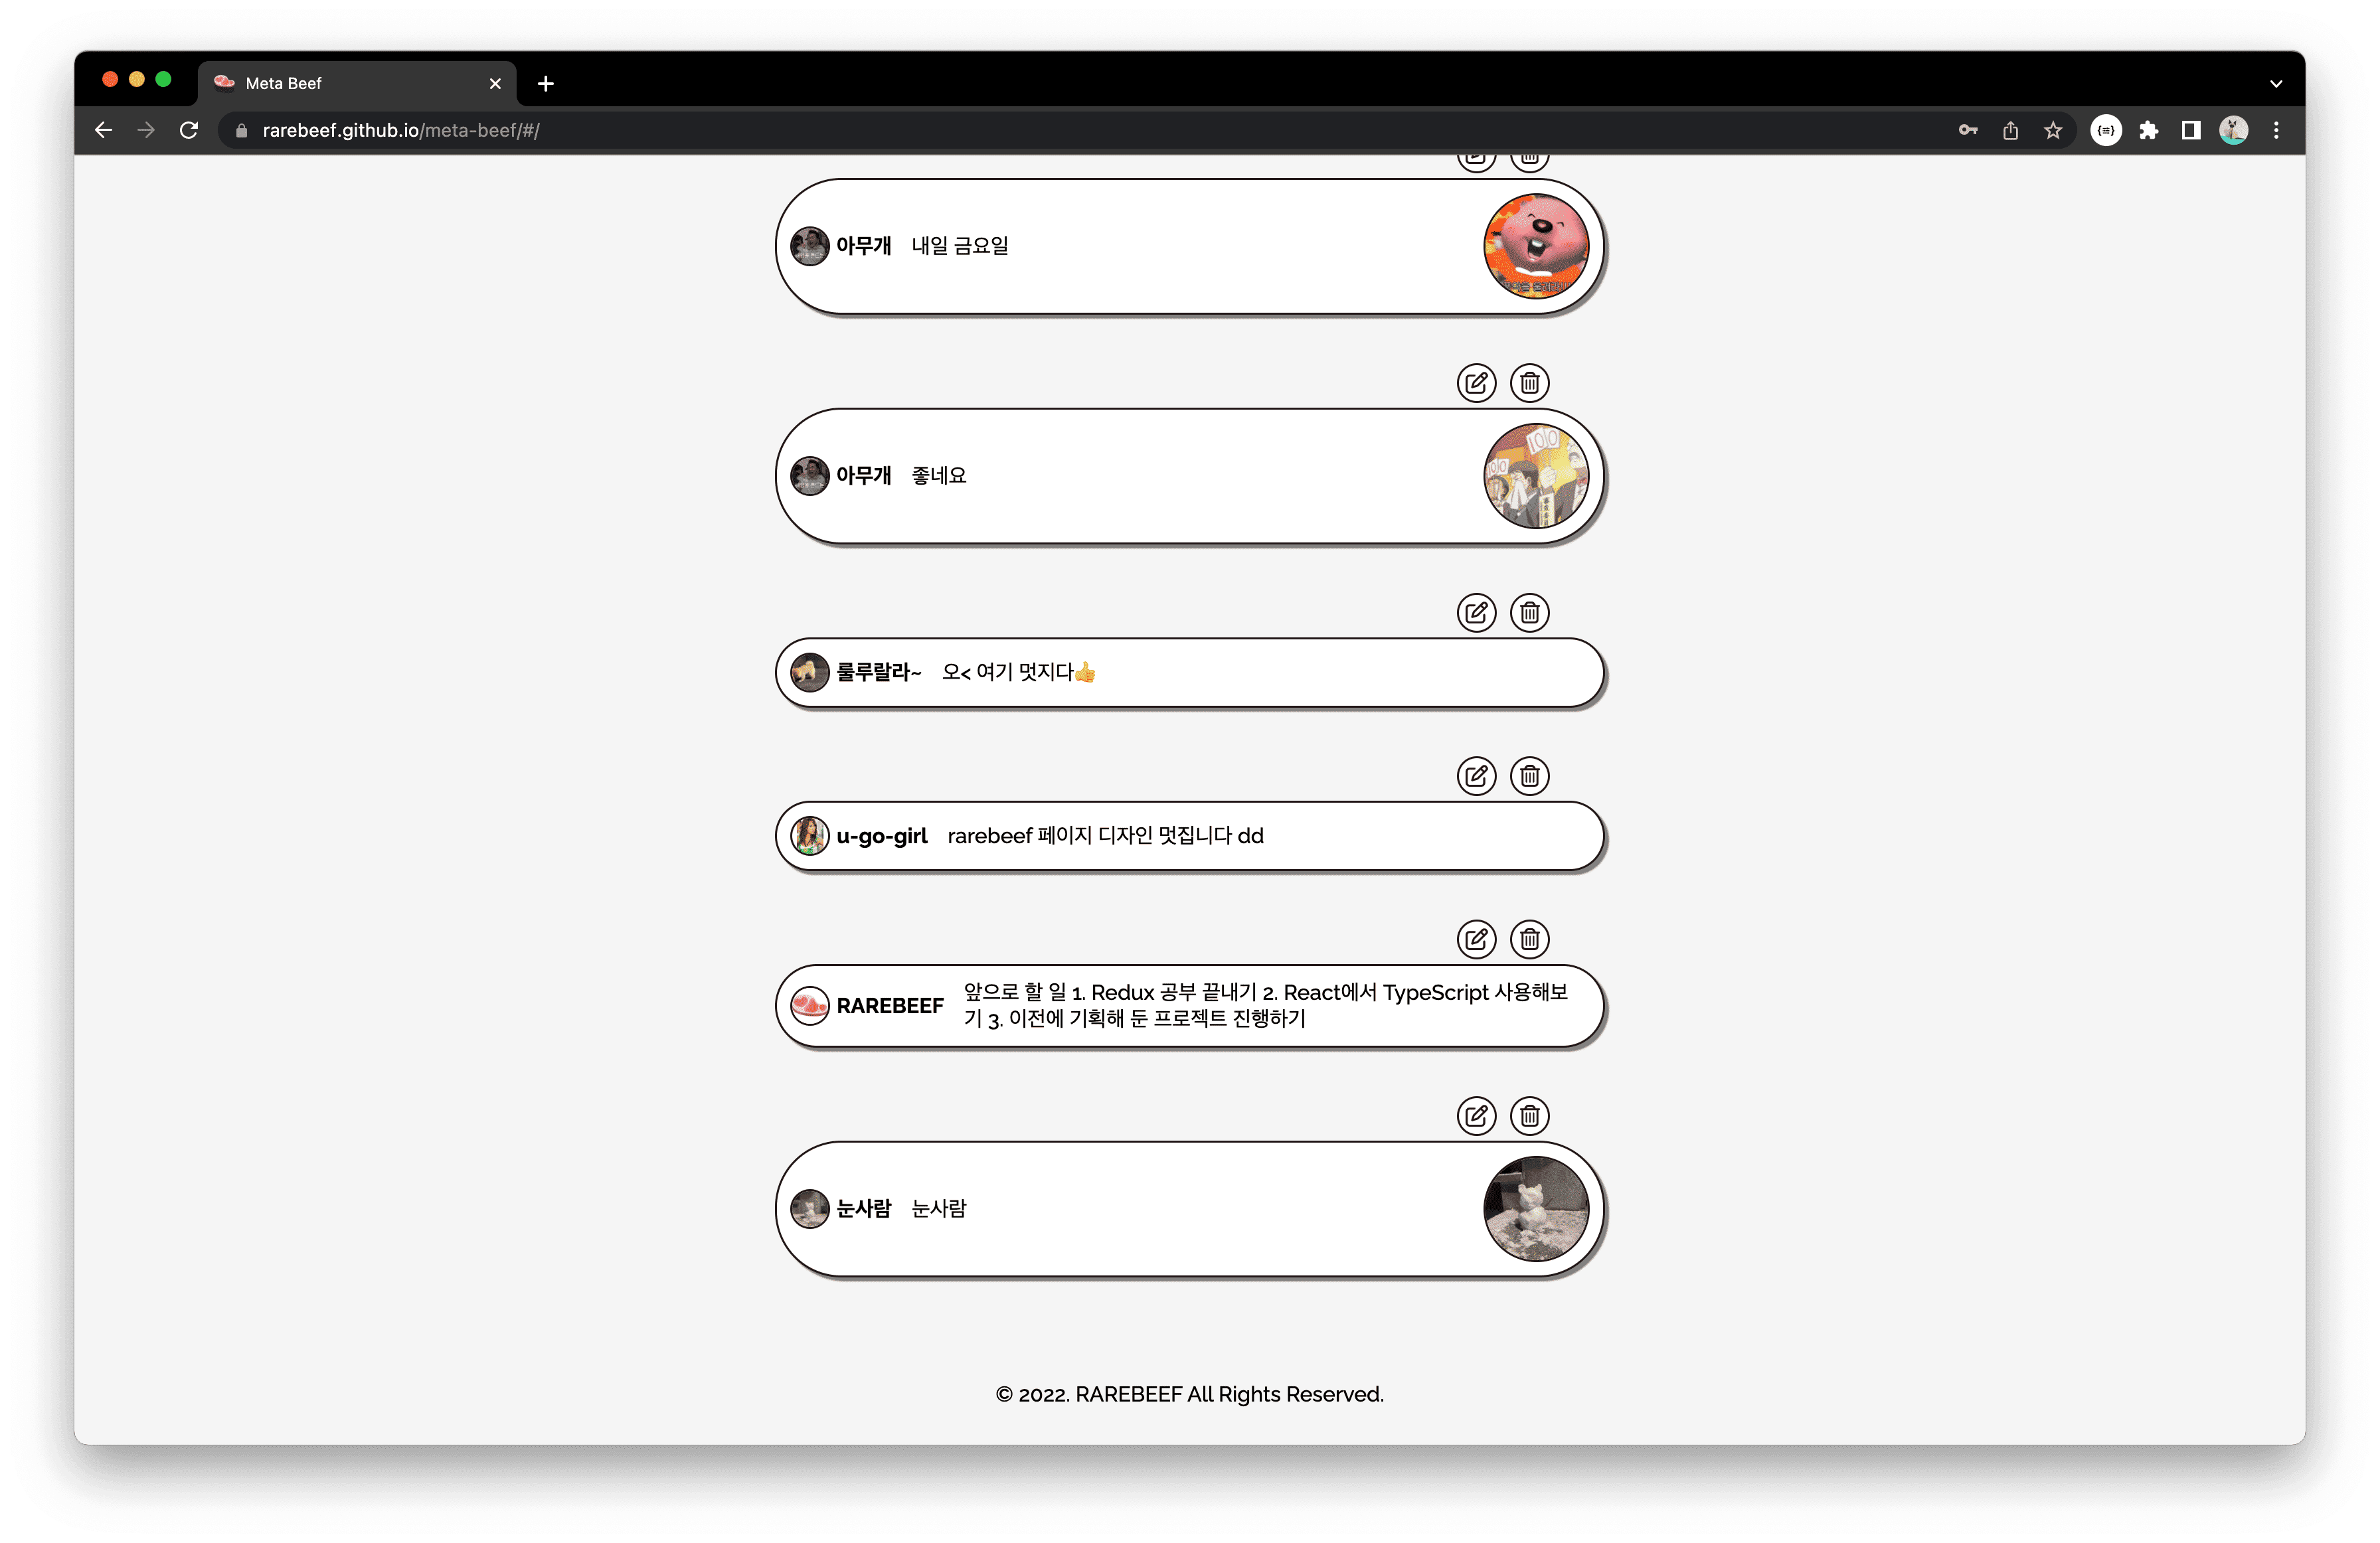 Meta Beef
rarebeef.github.io/meta-beef/#/
아무개 내일 금요일
아무개 좋네요
100
룰루랄라~ 오< 여기 멋지다👍
u-go-girl rarebeef 페이지 디자인 멋집니다 dd
RAREBEEF 앞으로 할 일 1. Redux 공부 끝내기 2. React에서 TypeScript 사용해보
기 3. 이전에 기획해 둔 프로젝트 진행하기
눈사람 눈사람
© 2022. RAREBEEF All Rights Reserved.